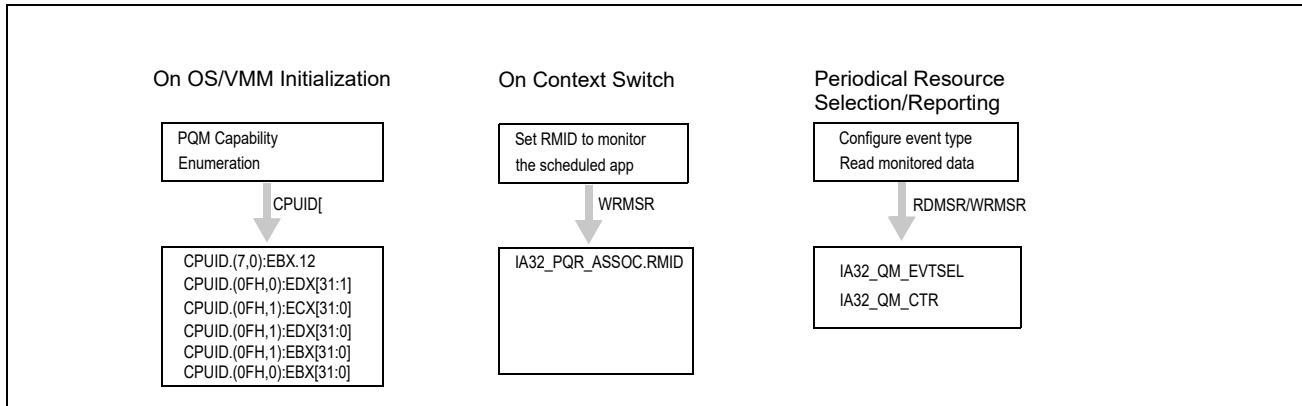 On OS/VMM Initialization
PQM Capability
Enumeration
CPUID[
CPUID.(7,0):EBX.12
CPUID.(0FH,0):EDX[31:1]
CPUID.(0FH,1):ECX[31:0]
CPUID.(0FH,1):EDX[31:0]
CPUID.(0FH,1):EBX[31:0]
CPUID.(0FH,0):EBX[31:0]
On Context Switch
Set RMID to monitor
the scheduled app
WRMSR
IA32_PQR_ASSOC.RMID
Periodical Resource
Selection/Reporting
Configure event type
Read monitored data
RDMSR/WRMSR
IA32_QM_EVTSEL
IA32_QM_CTR